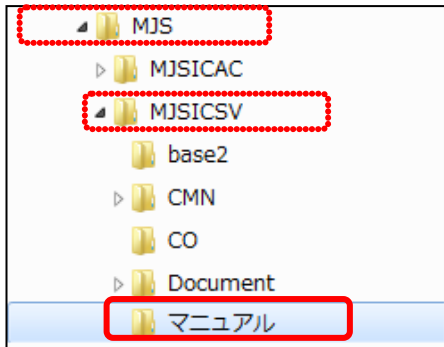 MJS
MJSICAC
MJSICSV
base2
CMN
CO
Document
マニュアル